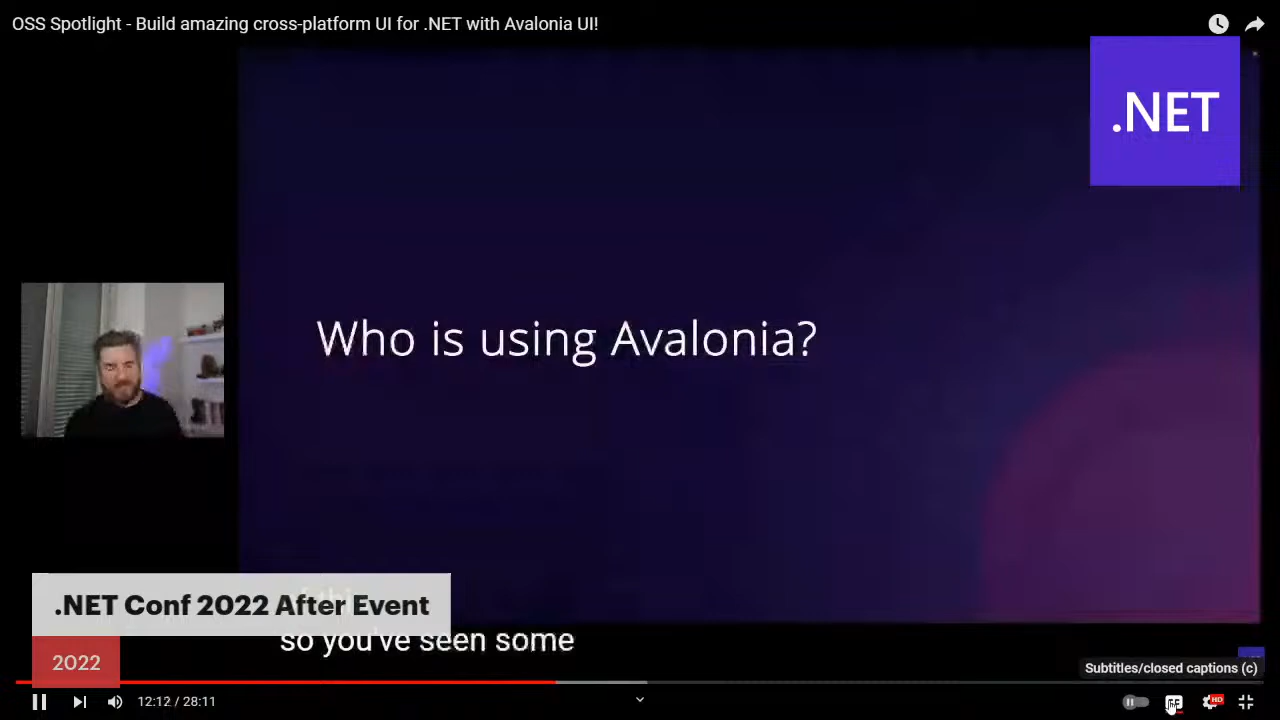 OSS Spotlight - Build amazing cross-platform UI for .NET with Avalonia UI!
.NET
Who is using Avalonia?
.NET Conf 2022 After Event
so you've seen some
2022
Subtitles/closed captions (c)
12:12 / 28:11
HD